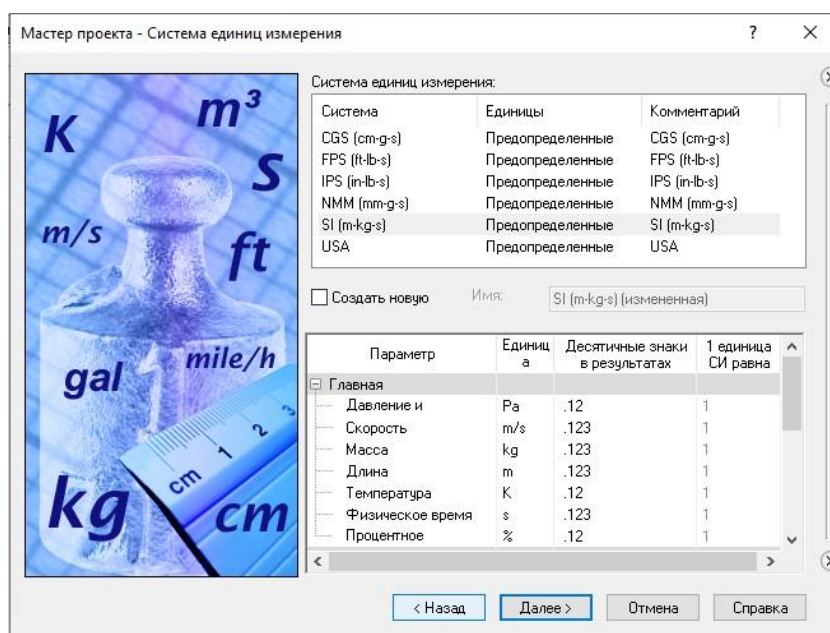 Мастер проекта - Система единиц измерения
K
m³
S
m/s
ft
gal
mile/h
cm 1 2 3
kg
cm
Система единиц измерения:
Система Единицы Комментарий
CGS (cm-g-s) Предопределенные CGS (cm-g-s)
FPS (ft-lb-s) Предопределенные FPS (ft-lb-s)
IPS (in-lb-s) Предопределенные IPS (in-lb-s)
NMM (mm-g-s) Предопределенные NMM (mm-g-s)
SI (m-kg-s) Предопределенные SI (m-kg-s)
USA Предопределенные USA
Создать новую Имя: SI (m-kg-s) (измененная)
Параметр Единиц а Десятичные знаки в результатах 1 единица СИ равна
Главная
Давление и Pa .12 1
Скорость m/s .123 1
Масса kg .123 1
Длина m .123 1
Температура K .12 1
Физическое время s .123 1
Процентное % .12 1
< Назад Далее > Отмена Справка